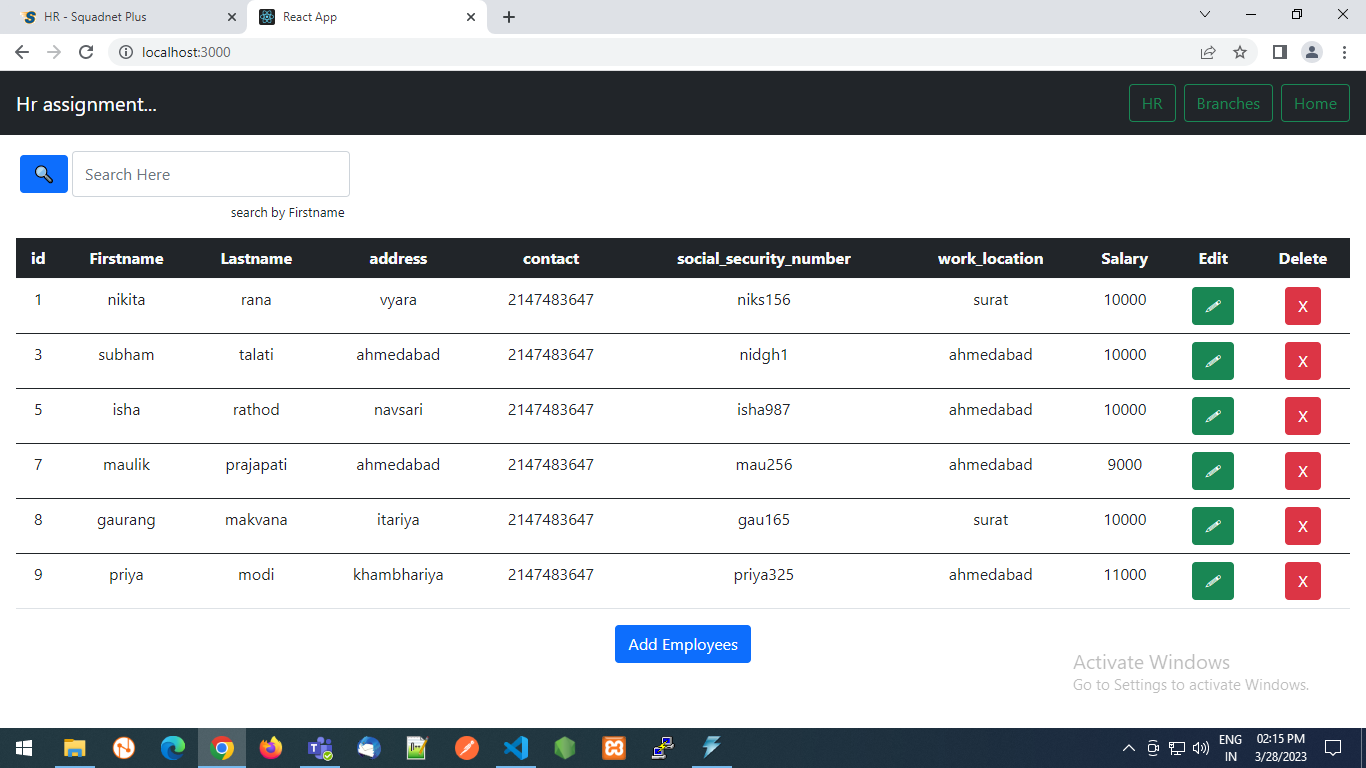 HR - Squadnet Plus
React App
localhost:3000
Hr assignment...
HR Branches Home
Search Here
search by Firstname
id Firstname Lastname address contact social_security_number work_location Salary Edit Delete
1 nikita rana vyara 2147483647 niks156 surat 10000 X
3 subham talati ahmedabad 2147483647 nidgh1 ahmedabad 10000 X
5 isha rathod navsari 2147483647 isha987 ahmedabad 10000 X
7 maulik prajapati ahmedabad 2147483647 mau256 ahmedabad 9000 X
8 gaurang makvana itariya 2147483647 gau165 surat 10000 X
9 priya modi khambhariya 2147483647 priya325 ahmedabad 11000 X
Add Employees
Activate Windows
Go to Settings to activate Windows.
ENG
IN
02:15 PM
3/28/2023